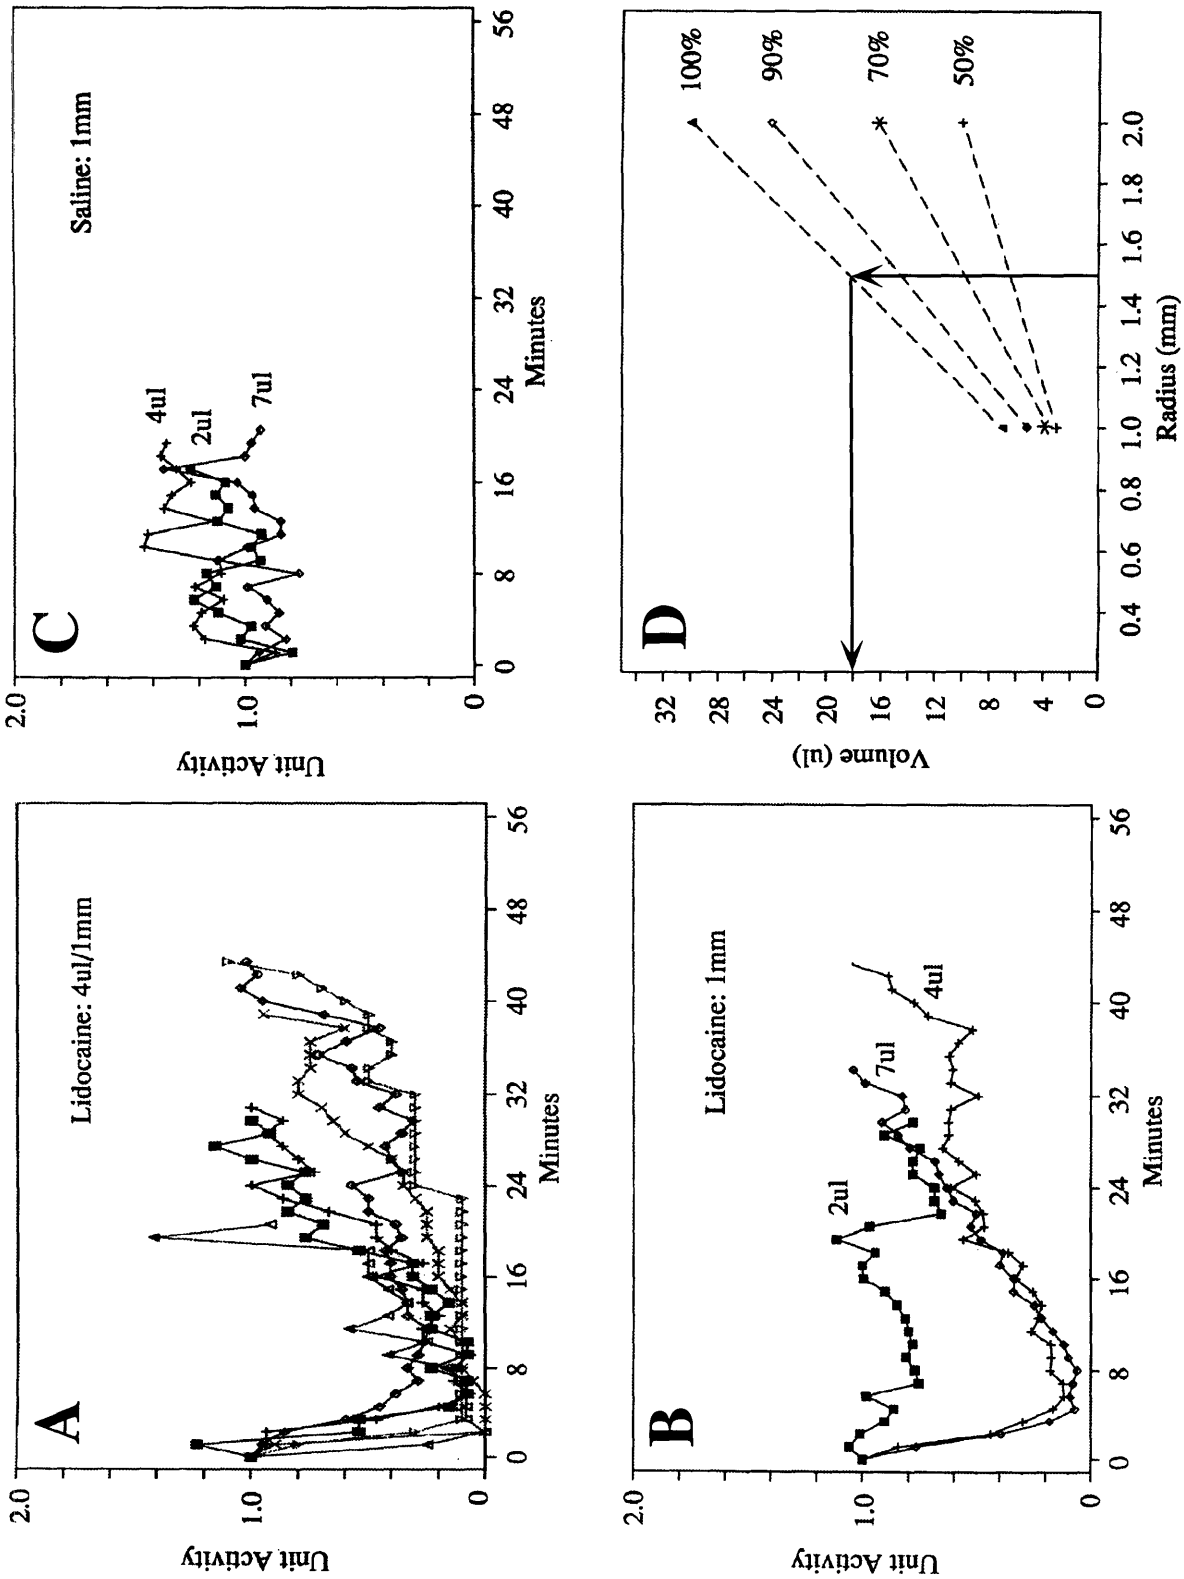 A
Lidocaine: 4ul/1mm
Unit Activity
2.0
1.0
0
0 8 16 24 32 40 48 56
Minutes
C
Saline: 1mm
4ul
2ul
7ul
Unit Activity
2.0
1.0
0
0 8 16 24 32 40 48 56
Minutes
B
Lidocaine: 1mm
2ul
7ul
4ul
Unit Activity
2.0
1.0
0
0 8 16 24 32 40 48 56
Minutes
D
100%
90%
70%
50%
Volume (ul)
32
28
24
20
16
12
8
4
0
0.4 0.6 0.8 1.0 1.2 1.4 1.6 1.8 2.0
Radius (mm)